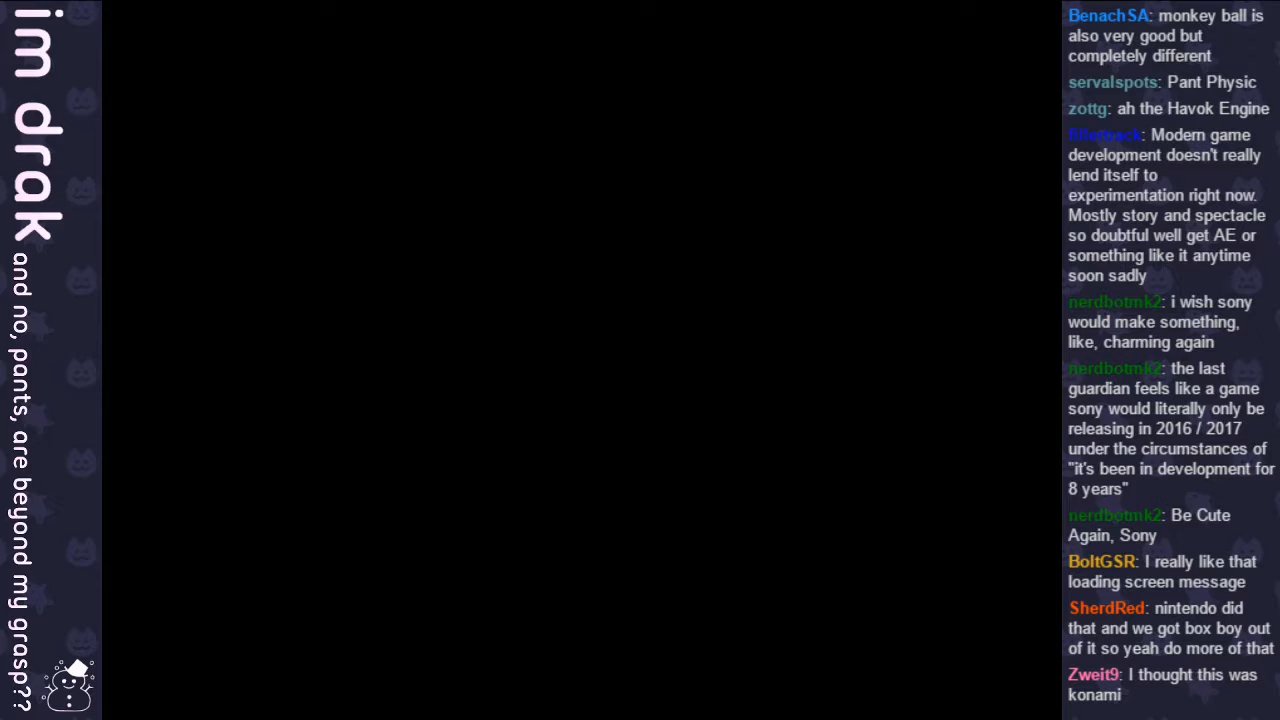 im drak and no, pants, are beyond my grasp??
BenachSA: monkey ball is
also very good but
completely different
servalspots: Pant Physic
zottg: ah the Havok Engine
Modern game
development doesn't really
lend itself to
experimentation right now.
Mostly story and spectacle
so doubtful well get AE or
something like it anytime
soon sadly
nerdbotmk2: i wish sony
would make something,
like, charming again
nerdbotmk2: the last
guardian feels like a game
sony would literally only be
releasing in 2016 / 2017
under the circumstances of
"it's been in development for
8 years"
nerdbotmk2: Be Cute
Again, Sony
BoltGSR: I really like that
loading screen message
SherdRed: nintendo did
that and we got box boy out
of it so yeah do more of that
Zweit9: I thought this was
konami